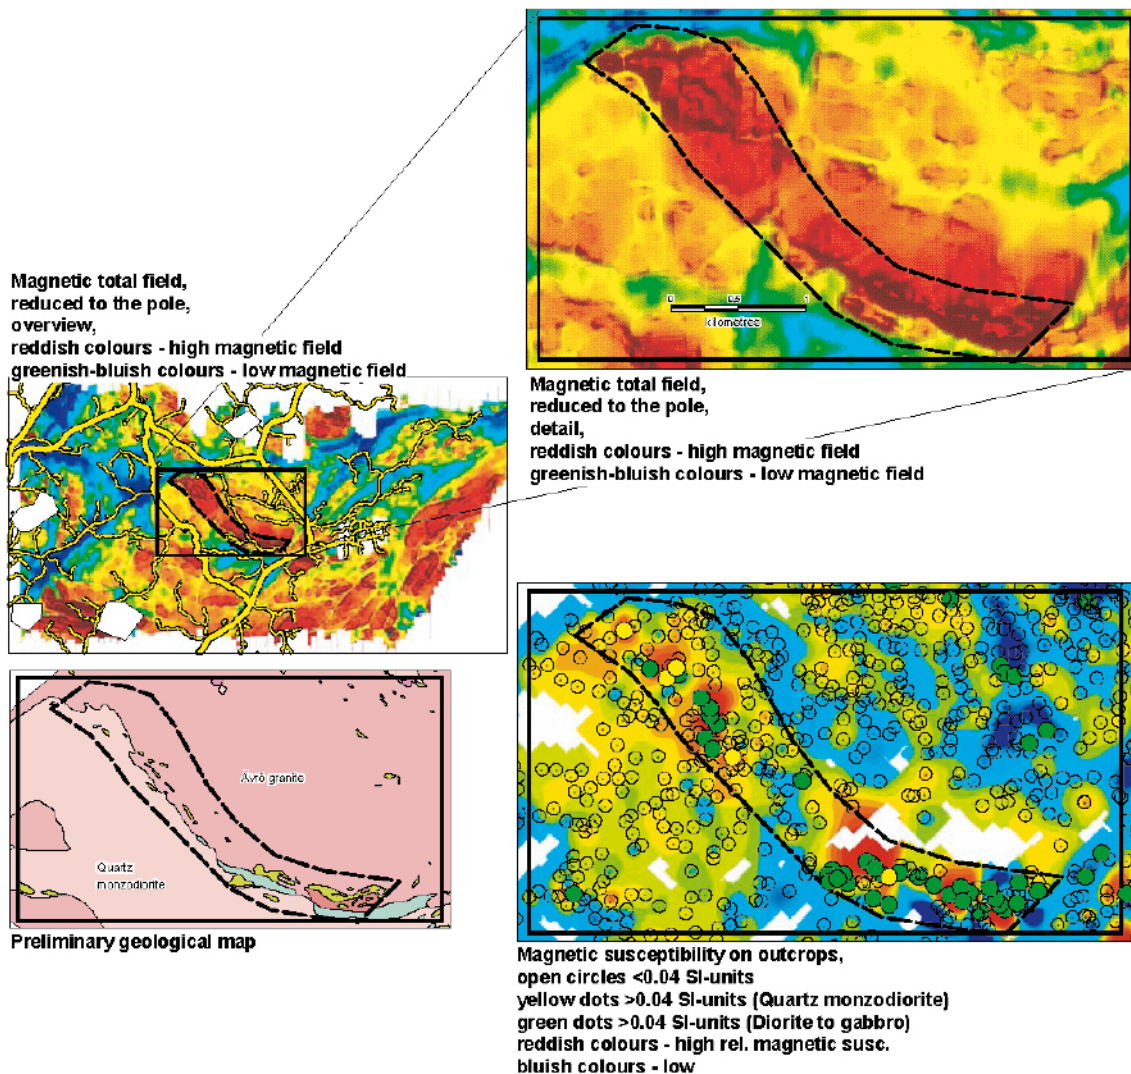 Magnetic total field,
reduced to the pole,
overview,
reddish colours - high magnetic field
greenish-bluish colours - low magnetic field
0 0.5 1
kilometres
Magnetic total field,
reduced to the pole,
detail,
reddish colours - high magnetic field
greenish-bluish colours - low magnetic field
Ävrö granite
Quartz
monzodiorite
Preliminary geological map
Magnetic susceptibility on outcrops,
open circles <0.04 SI-units
yellow dots >0.04 SI-units (Quartz monzodiorite)
green dots >0.04 SI-units (Diorite to gabbro)
reddish colours - high rel. magnetic susc.
bluish colours - low